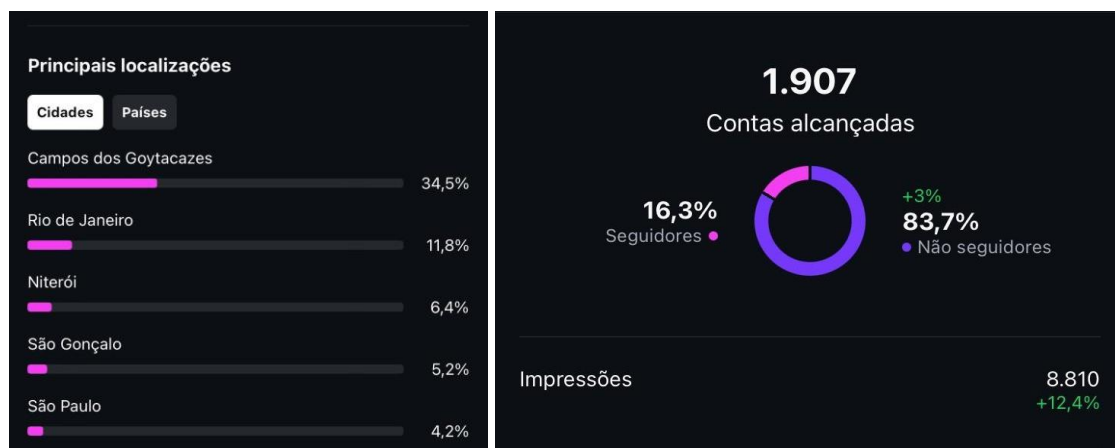 Principais localizações
Cidades Países
Campos dos Goytacazes
34,5%
Rio de Janeiro
11,8%
Niterói
6,4%
São Gonçalo
5,2%
São Paulo
4,2%
1.907
Contas alcançadas
16,3%
Seguidores
+3%
83,7%
Não seguidores
Impressões 8.810
+12,4%